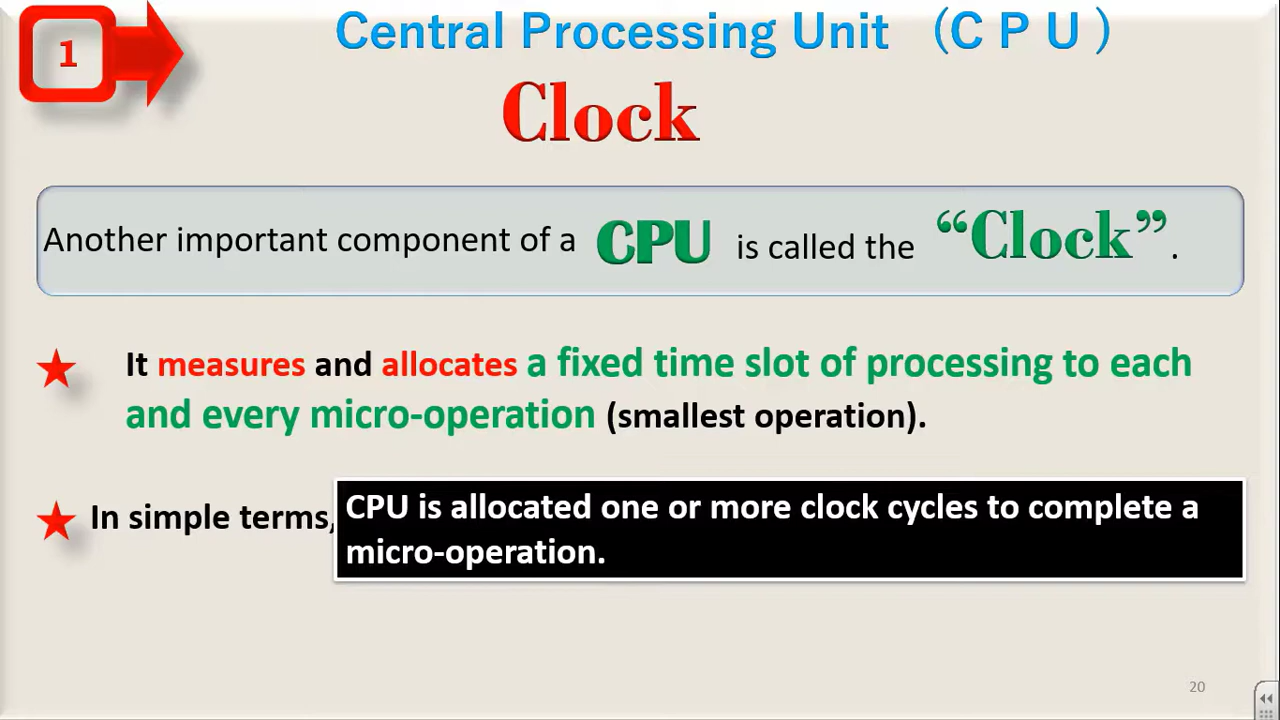 1
Central Processing Unit (C P U )
Clock
Another important component of a CPU is called the “Clock”.
It measures and allocates a fixed time slot of processing to each
and every micro-operation (smallest operation).
In simple terms, CPU is allocated one or more clock cycles to complete a
micro-operation.
20